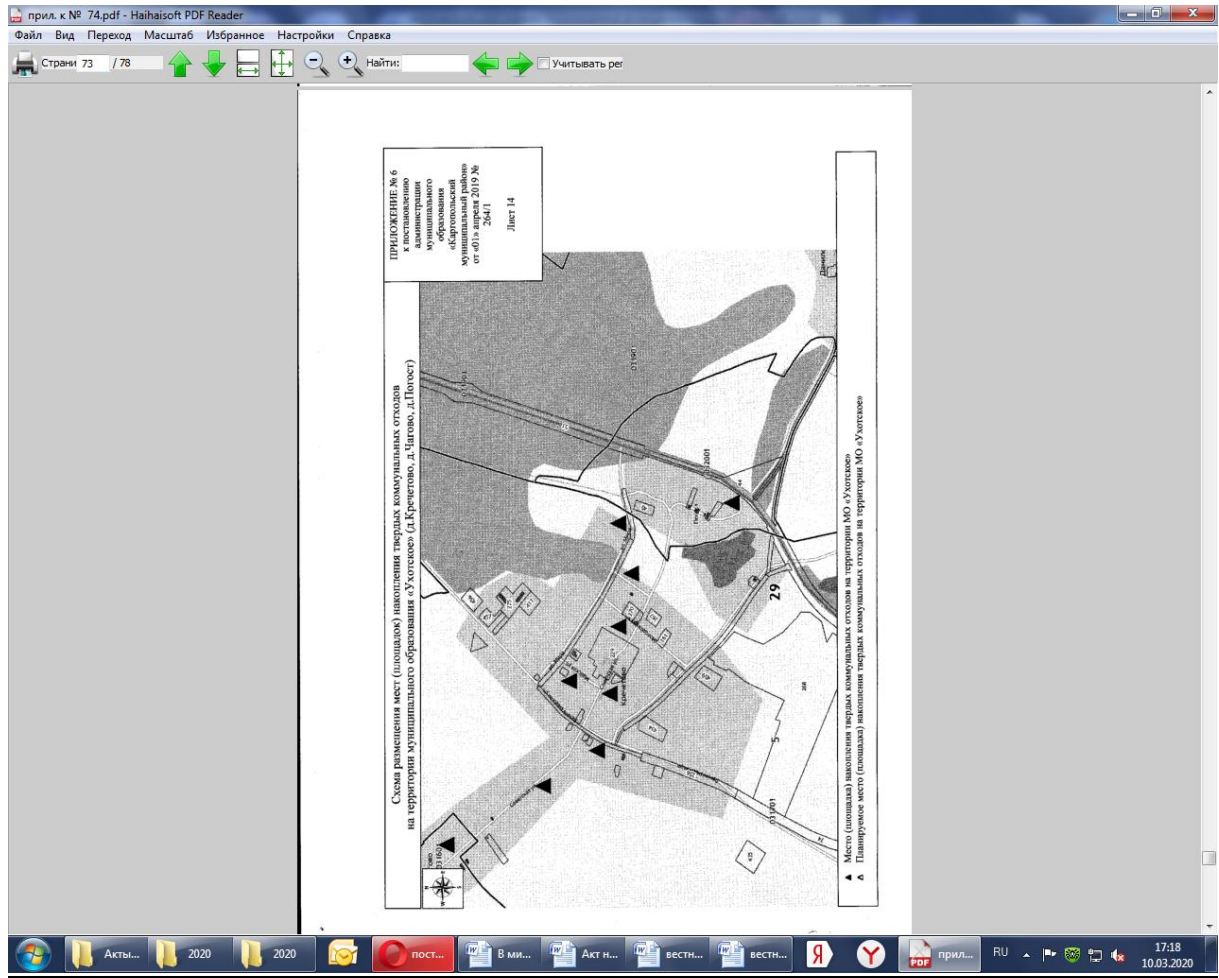 прил. к № 74.pdf - Haihaisoft PDF Reader
Файл Вид Переход Масштаб Избранное Настройки Справка
Страни 73 / 78 Найти: Учитывать рег
ПРИЛОЖЕНИЕ № 6
к постановлению
администрации
муниципального
образования
«Каргопольский
муниципальный район»
от «01» апреля 2019 №
264/1
Лист 14
Схема размещения мест (площадок) накопления твердых коммунальных отходов
на территории муниципального образования «Ухотское» (д.Кречетово, д.Чагово, д.Погост)
031901
031701
Кречетово
29
5
▲ Место (площадка) накопления твердых коммунальных отходов на территории МО «Ухотское»
Δ Планируемое место (площадка) накопления твердых коммунальных отходов на территории МО «Ухотское»
Акты... 2020 2020 пост... В ми... Акт н... вестн... вестн... Я Y PDF прил... RU 17:18
10.03.2020